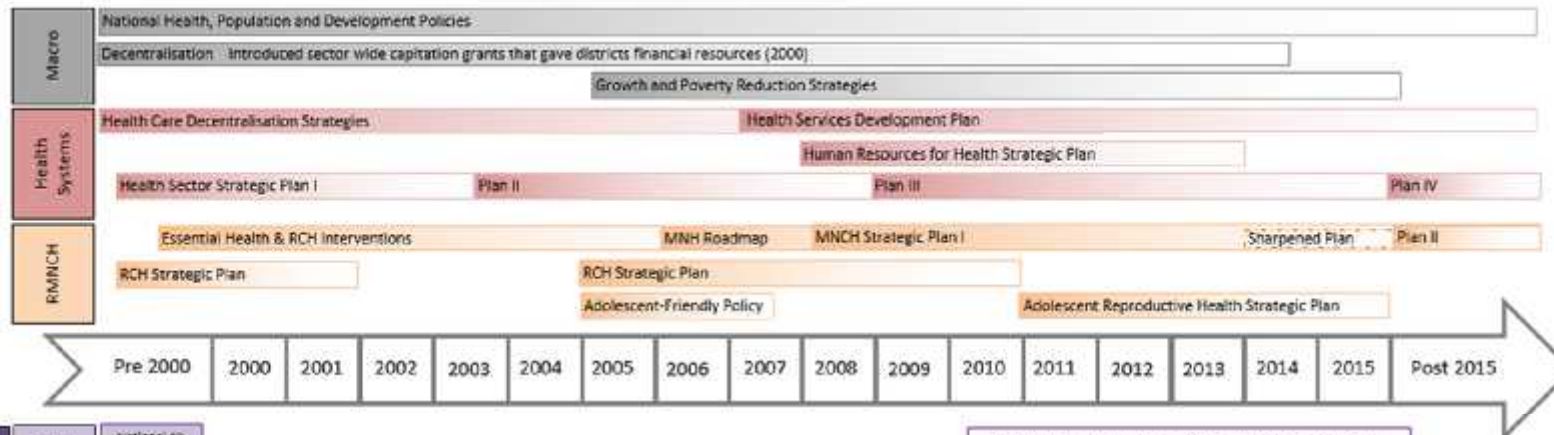 Macro
National Health, Population and Development Policies
Decentralisation Introduced sector wide capitation grants that gave districts financial resources (2000)
Growth and Poverty Reduction Strategies
Health Systems
Health Care Decentralisation Strategies
Health Services Development Plan
Human Resources for Health Strategic Plan
Health Sector Strategic Plan I
Plan II
Plan III
Plan IV
RMNCH
Essential Health & RCH Interventions
MNH Roadmap
MNCH Strategic Plan I
Sharpened Plan
Plan II
RCH Strategic Plan
RCH Strategic Plan
Adolescent-Friendly Policy
Adolescent Reproductive Health Strategic Plan
Pre 2000
2000
2001
2002
2003
2004
2005
2006
2007
2008
2009
2010
2011
2012
2013
2014
2015
Post 2015